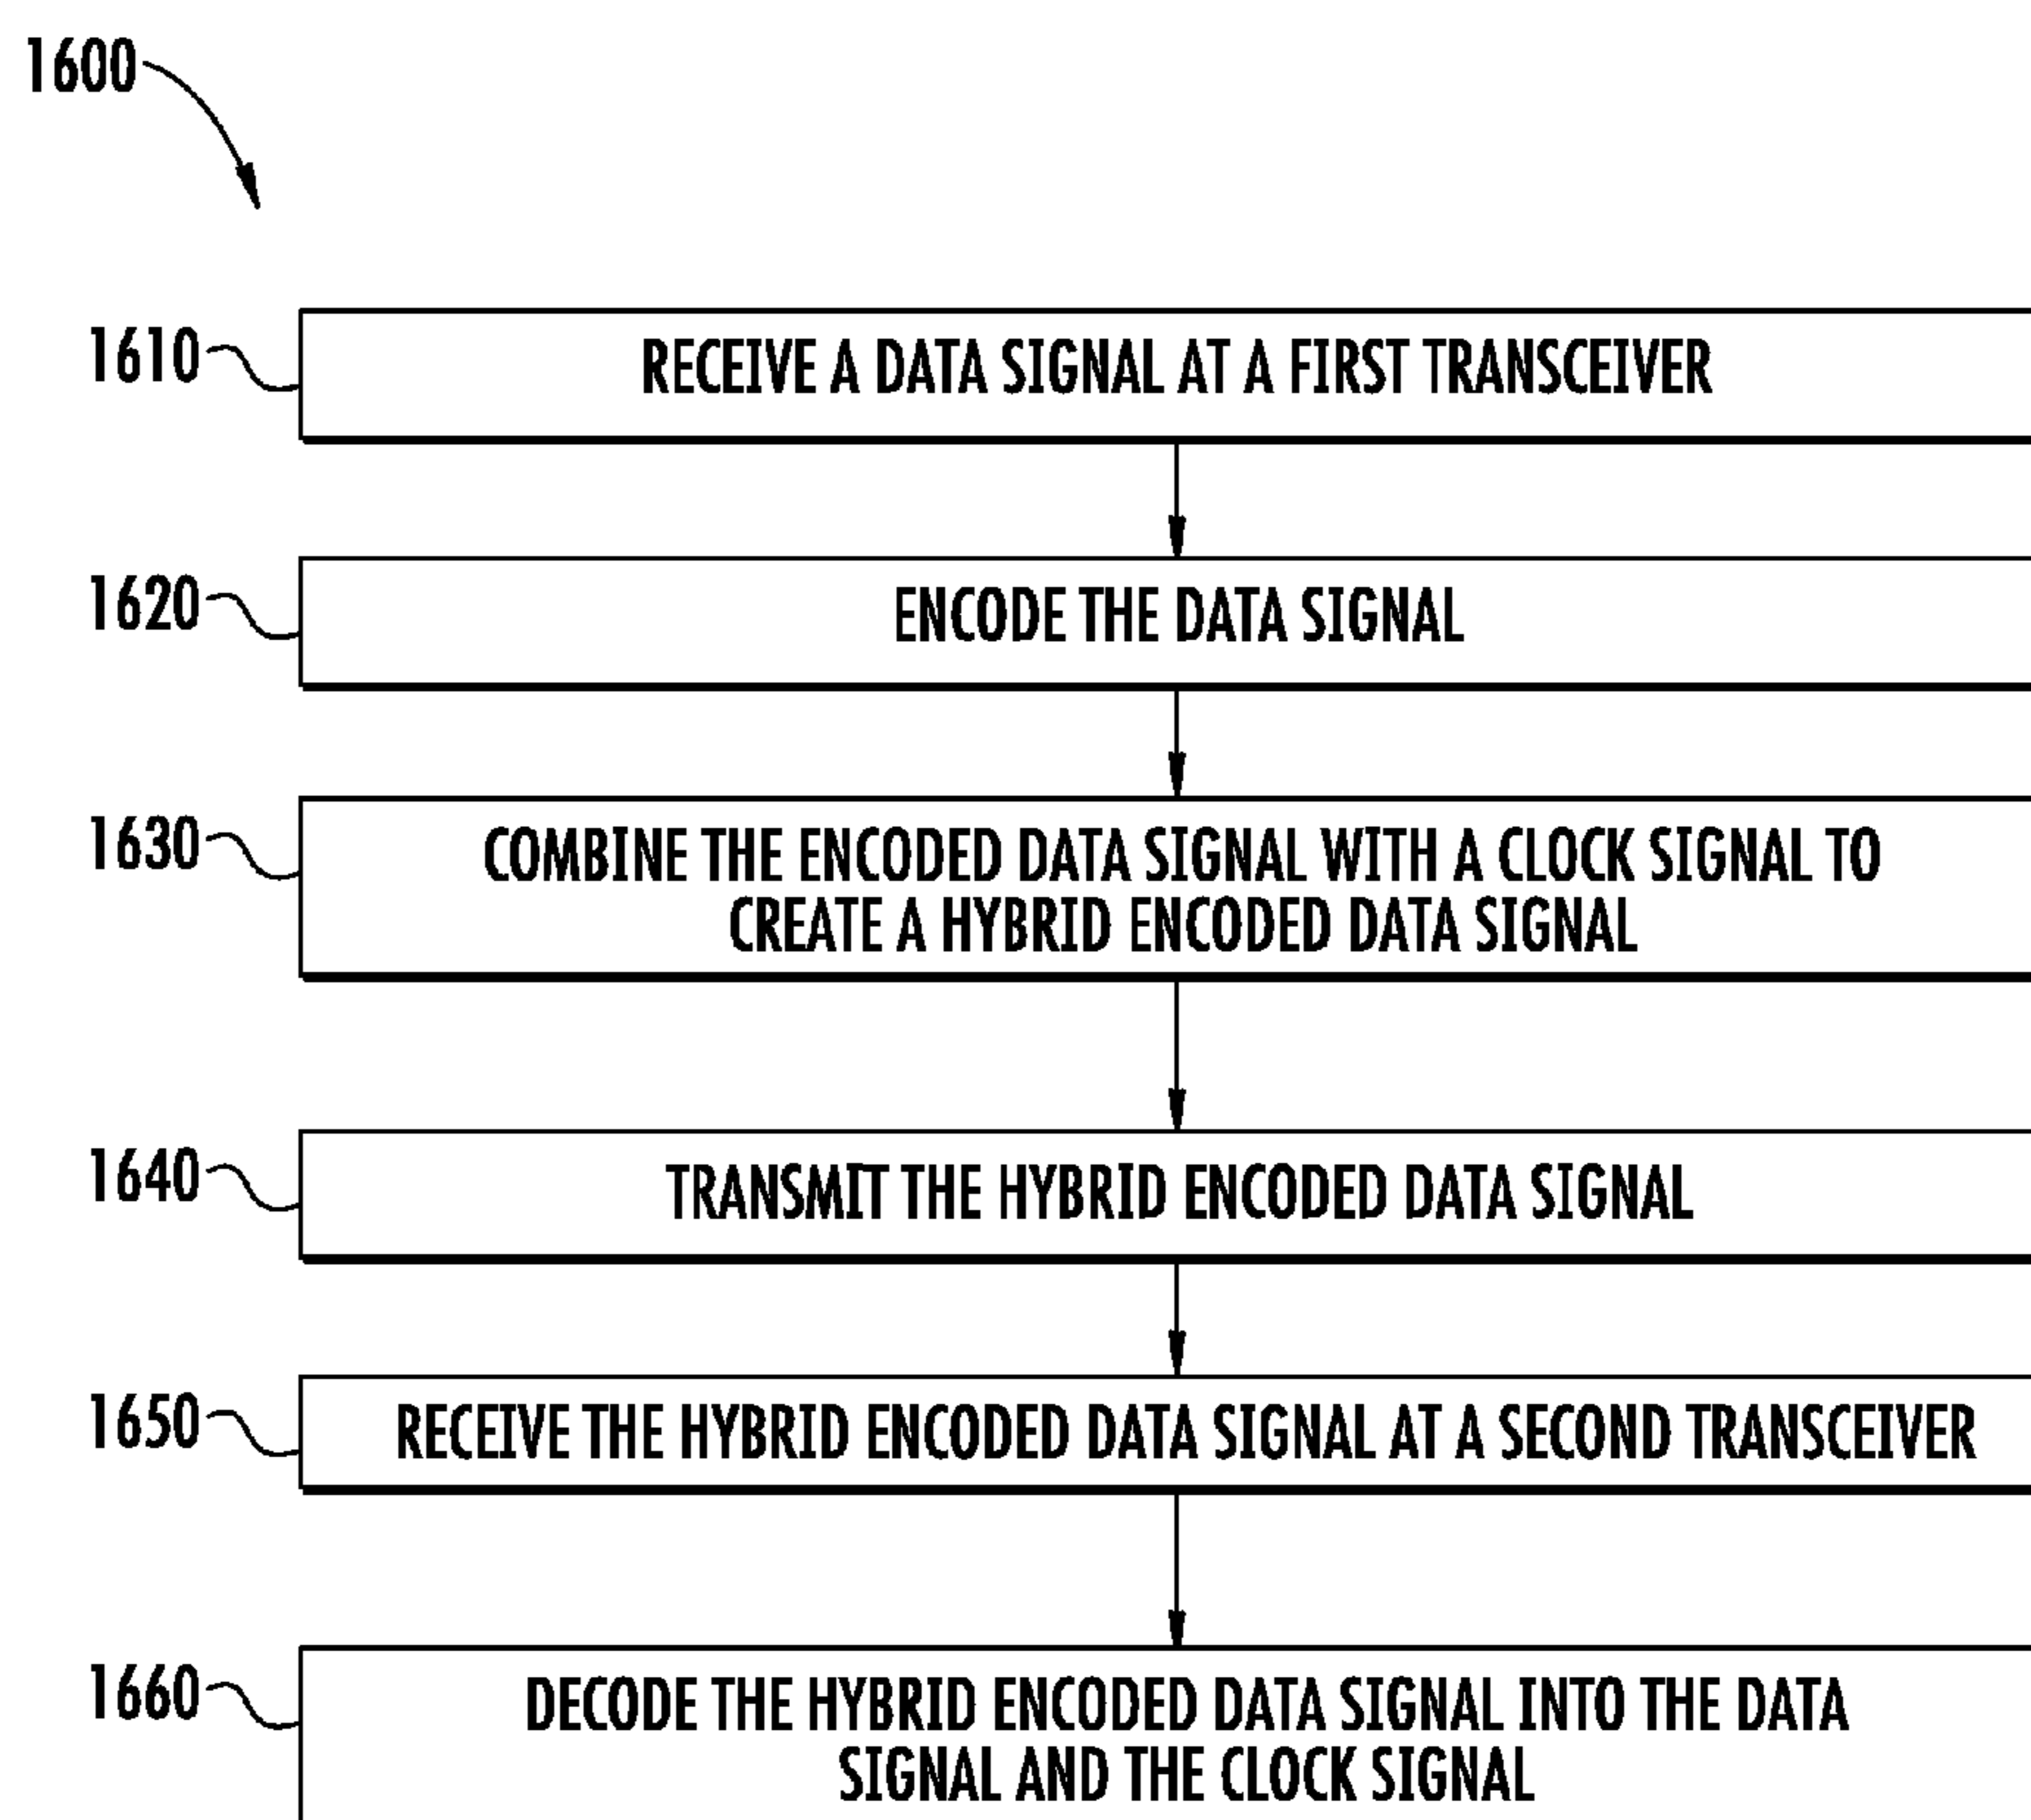 1600
1610
RECEIVE A DATA SIGNAL AT A FIRST TRANSCEIVER
1620
ENCODE THE DATA SIGNAL
1630
COMBINE THE ENCODED DATA SIGNAL WITH A CLOCK SIGNAL TO
CREATE A HYBRID ENCODED DATA SIGNAL
1640
TRANSMIT THE HYBRID ENCODED DATA SIGNAL
1650
RECEIVE THE HYBRID ENCODED DATA SIGNAL AT A SECOND TRANSCEIVER
1660
DECODE THE HYBRID ENCODED DATA SIGNAL INTO THE DATA
SIGNAL AND THE CLOCK SIGNAL